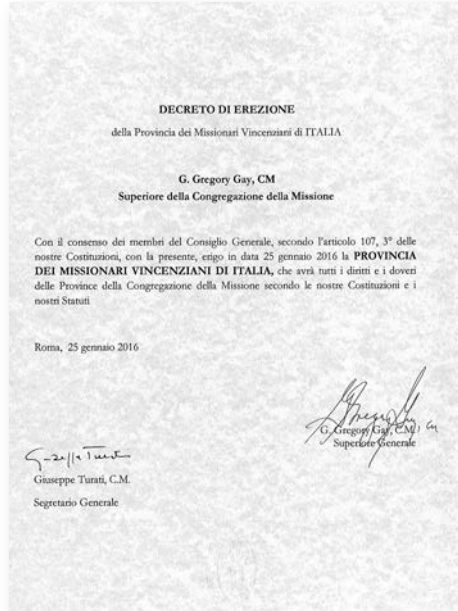 DECRETO DI EREZIONE
della Provincia dei Missionari Vincenziani di ITALIA
G. Gregory Gay, CM
Superiore della Congregazione della Missione
Con il consenso dei membri del Consiglio Generale, secondo l'articolo 107, 3° delle
nostre Costituzioni, con la presente, erigo in data 25 gennaio 2016 la PROVINCIA
DEI MISSIONARI VINCENZIANI DI ITALIA, che avrà tutti i diritti e i doveri
delle Province della Congregazione della Missione secondo le nostre Costituzioni e i
nostri Statuti
Roma, 25 gennaio 2016
G. Gregory Gay, C.M.
Superiore Generale
Giuseppe Turati, C.M.
Segretario Generale